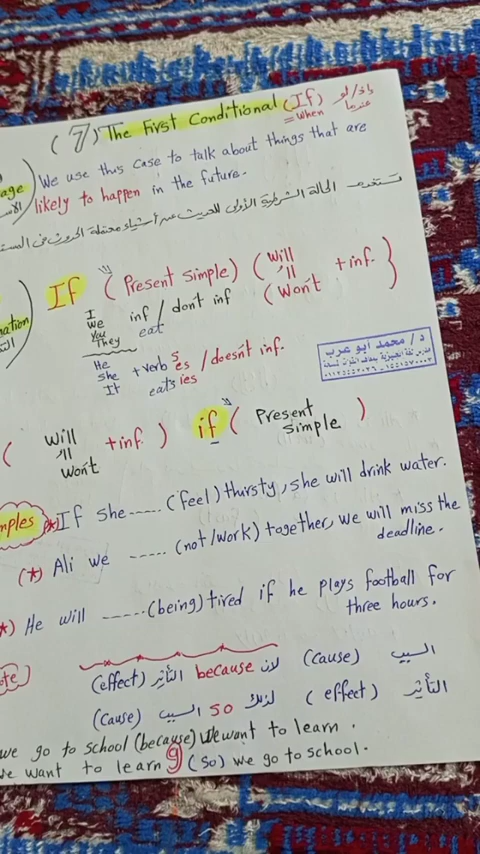 (7) The First Conditional (If) إذا / لو
= when عندما
age) We use this case to talk about things that are
likely to happen in the future.
تستخدم الحالة الشرطية الأولى للحديث عن أشياء محتملة الحدوث في
If (Present simple) (will 'll won't + inf.)
I We You They inf / don't inf
eat
He she It + verb s es ies / doesn't inf.
eats
د/ محمد ابو عرب
(will 'll won't + inf.) if (Present simple)
mples (*) If she ..... (feel) thirsty, she will drink water.
(*) Ali we ..... (not/work) together, we will miss the
deadline.
*) He will ...... (being) tired if he plays football for
three hours.
ote) (effect) التأثير because لان (cause) السبب
(cause) السبب so لذلك (effect) التأثير
we go to school (because) we want to learn.
we want to learn g (so) we go to school.